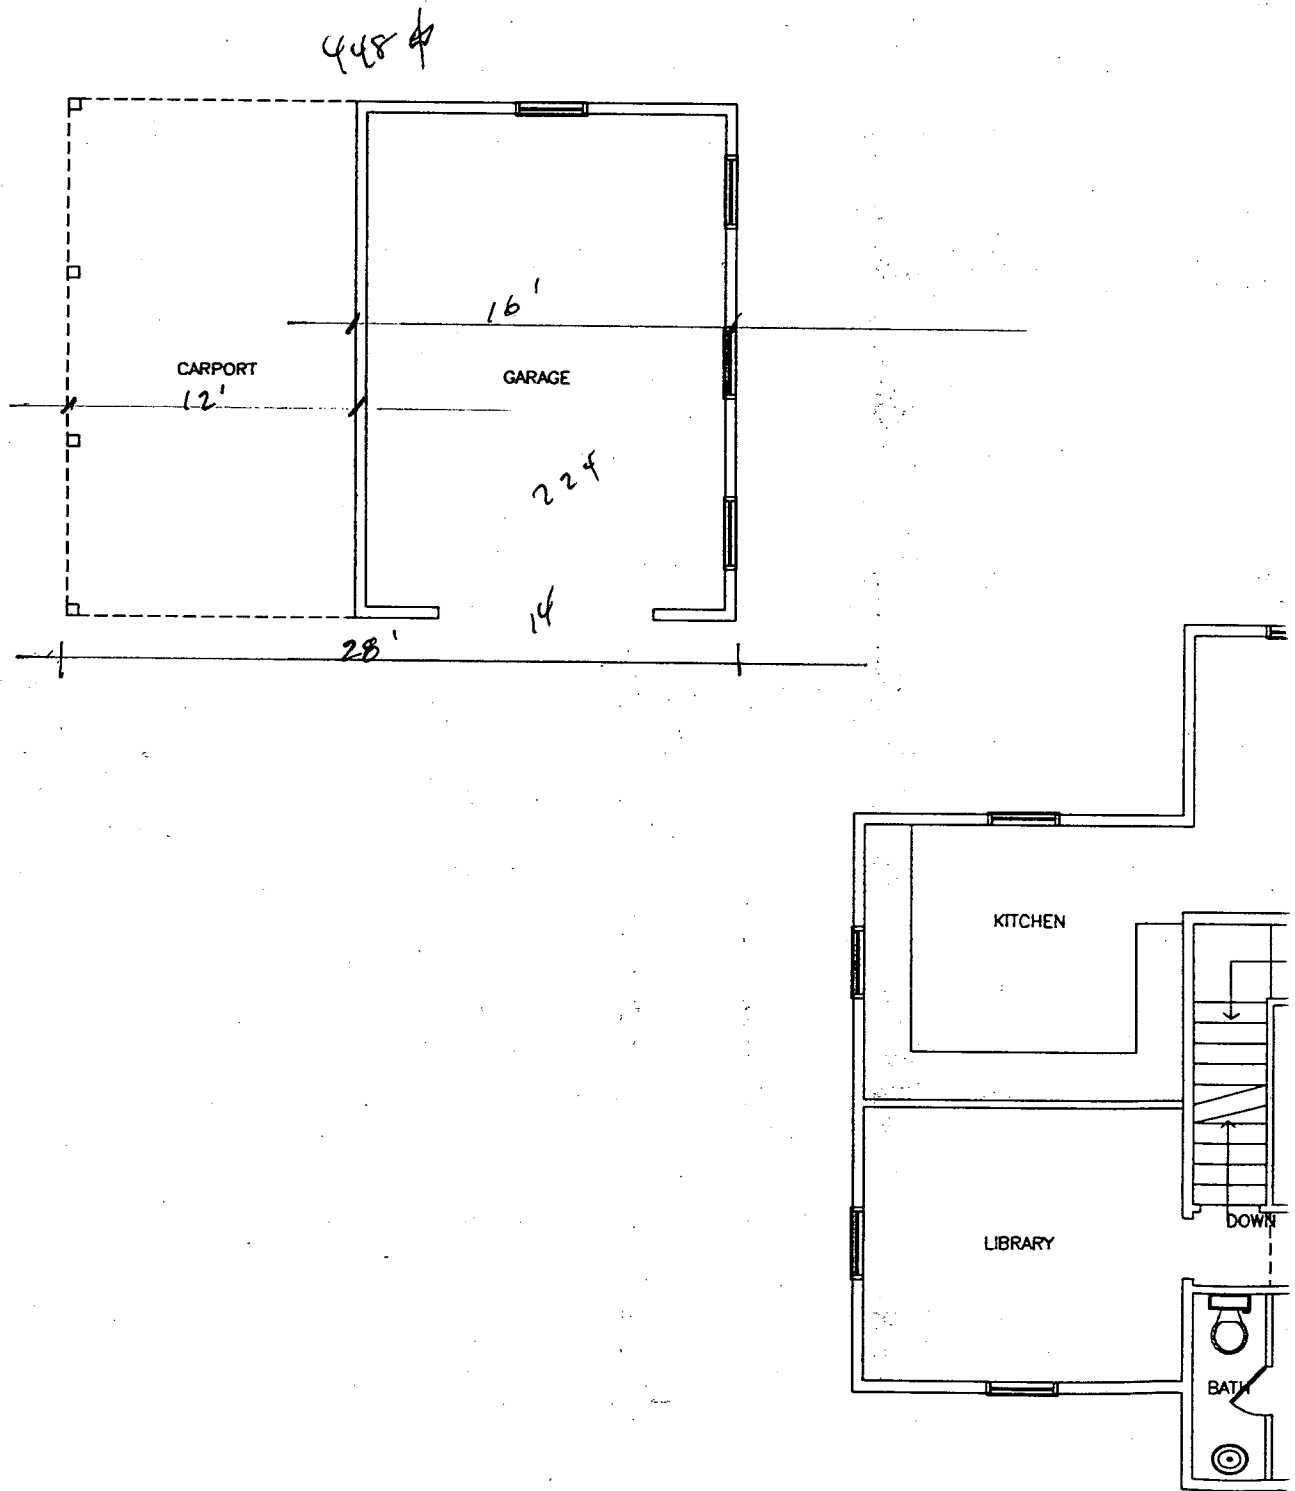 448 ⌀
16'
CARPORT
GARAGE
12'
224
14
28'
KITCHEN
DOWN
LIBRARY
BATH